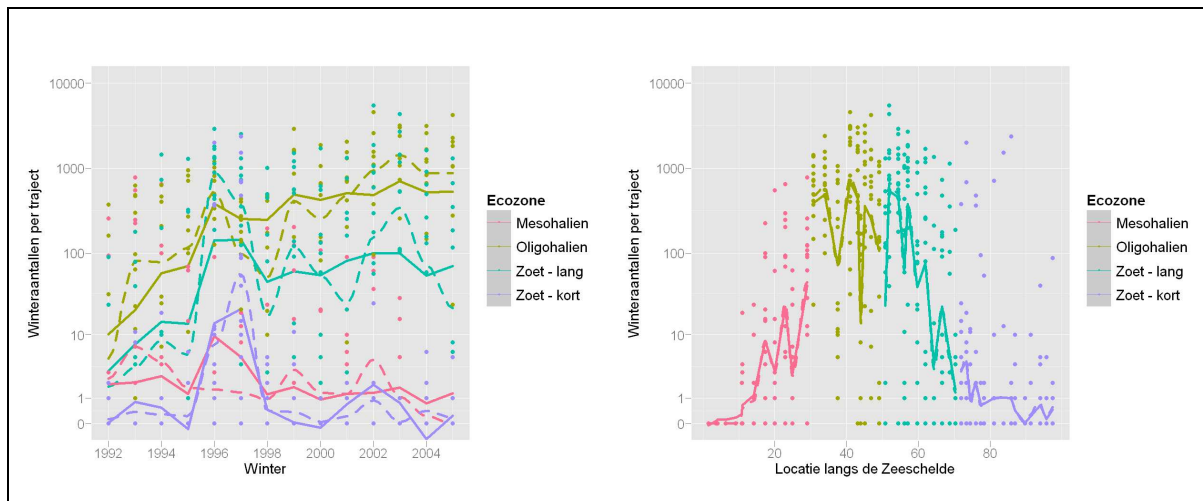 10000
1000
100
10
1
0
Winteraantallen per traject
1992
1994
1996
1998
2000
2002
2004
Winter
Ecozone
Mesohalien
Oligohalien
Zoet - lang
Zoet - kort
10000
1000
100
10
1
0
Winteraantallen per traject
20
40
60
80
Locatie langs de Zeeschelde
Ecozone
Mesohalien
Oligohalien
Zoet - lang
Zoet - kort